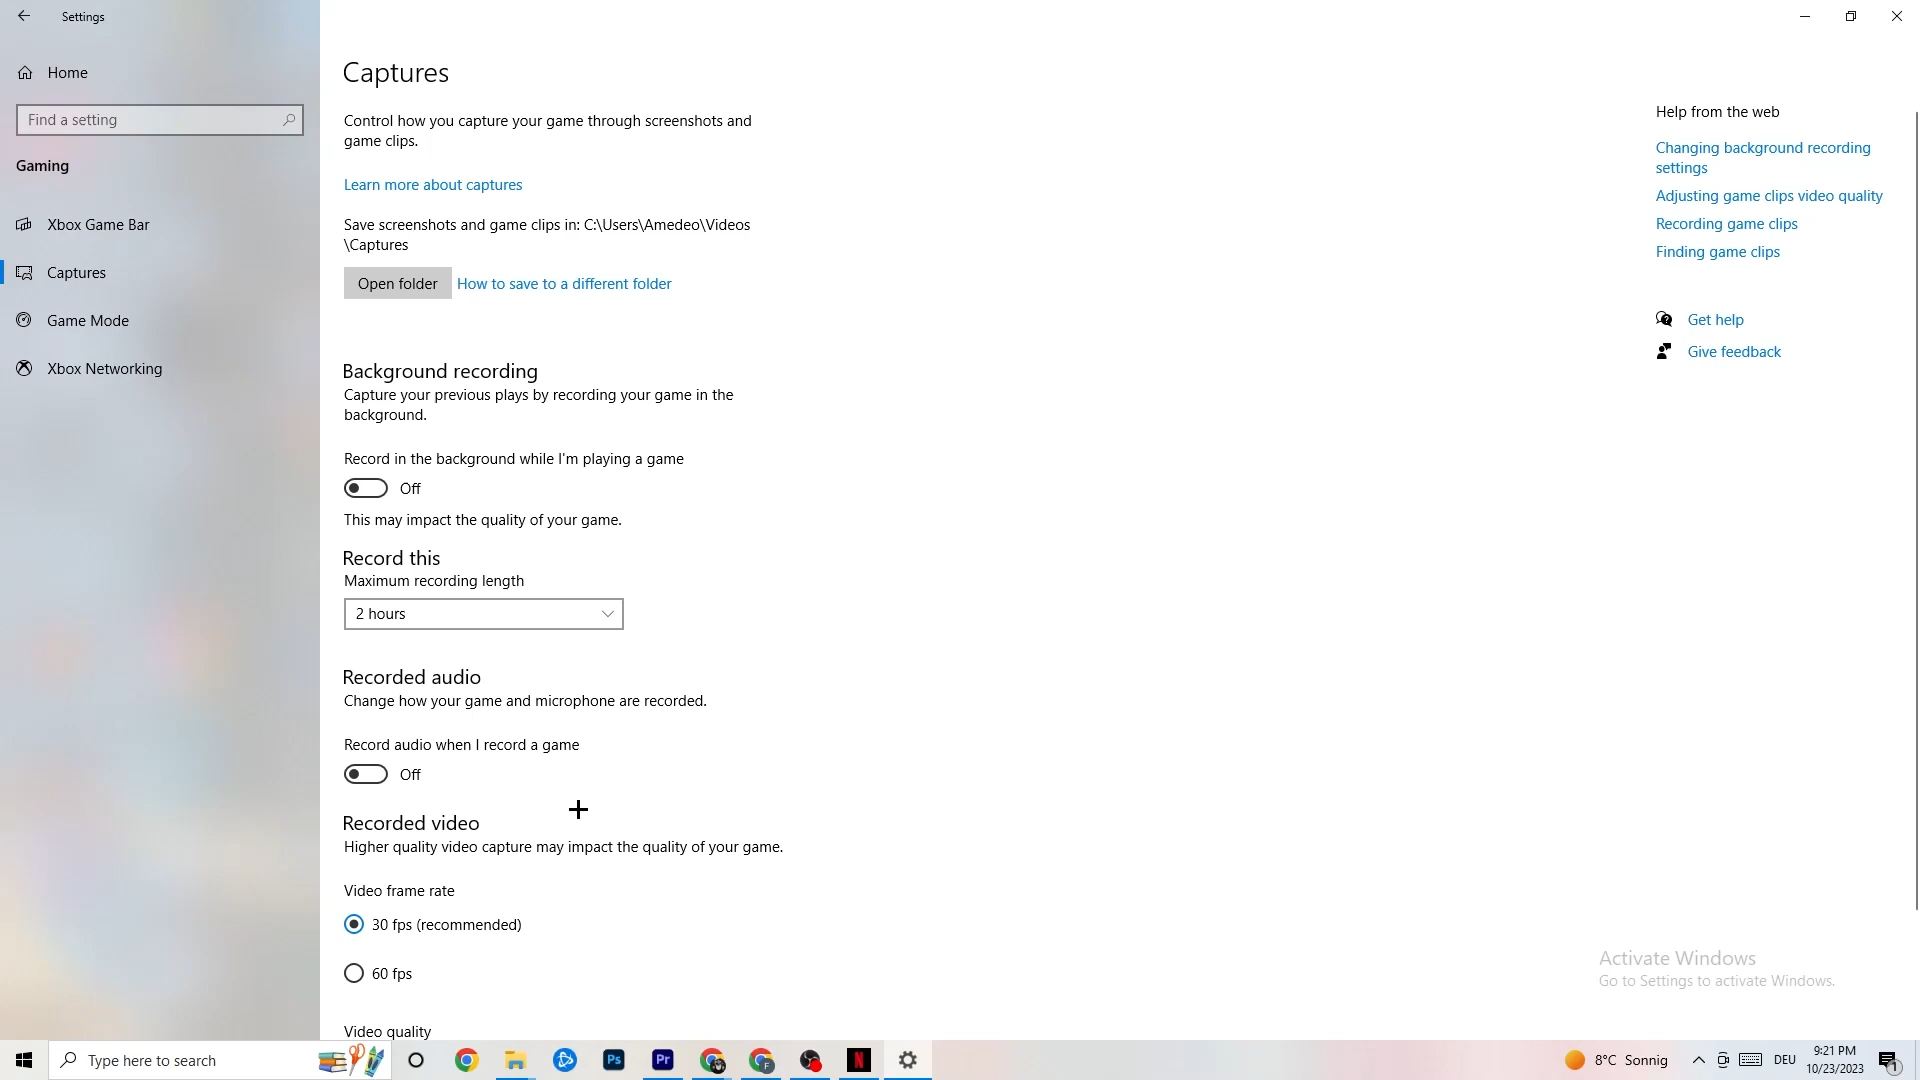 Settings
Home
Find a setting
Gaming
Xbox Game Bar
Captures
Game Mode
Xbox Networking
Captures
Control how you capture your game through screenshots and
game clips.
Learn more about captures
Save screenshots and game clips in: C:\Users\Amedeo\Videos
\Captures
Open folder
How to save to a different folder
Background recording
Capture your previous plays by recording your game in the
background.
Record in the background while I'm playing a game
Off
This may impact the quality of your game.
Record this
Maximum recording length
2 hours
Recorded audio
Change how your game and microphone are recorded.
Record audio when I record a game
Off
Recorded video
Higher quality video capture may impact the quality of your game.
Video frame rate
30 fps (recommended)
60 fps
Video quality
Help from the web
Changing background recording
settings
Adjusting game clips video quality
Recording game clips
Finding game clips
Get help
Give feedback
Activate Windows
Go to Settings to activate Windows.
Type here to search
Ps
Pr
F
N
8°C Sonnig
DEU
9:21 PM
10/23/2023
1